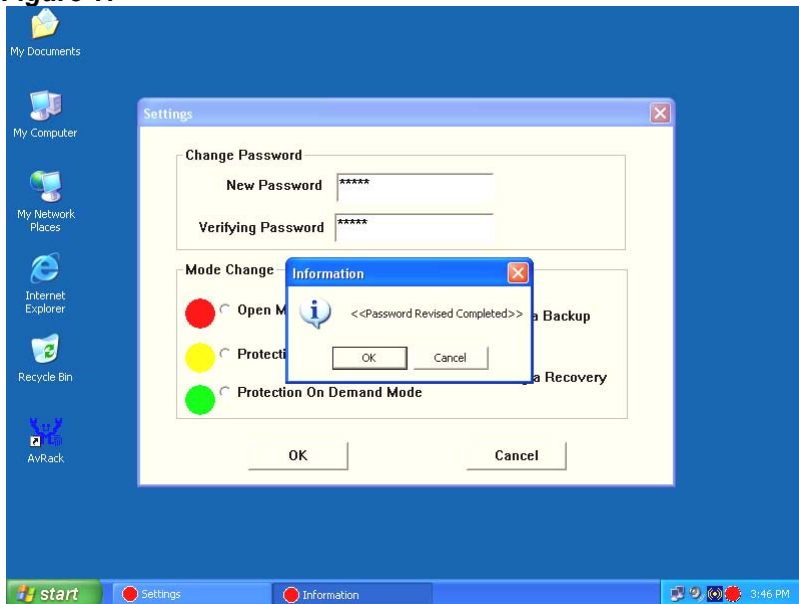 My Documents
My Computer
My Network
Places
Internet
Explorer
Recycle Bin
AvRack
Settings
Change Password
New Password *****
Verifying Password *****
Mode Change
Information
<<Password Revised Completed>>
OK Cancel
Open M
a Backup
Protecti
a Recovery
Protection On Demand Mode
OK Cancel
start Settings Information 3:46 PM